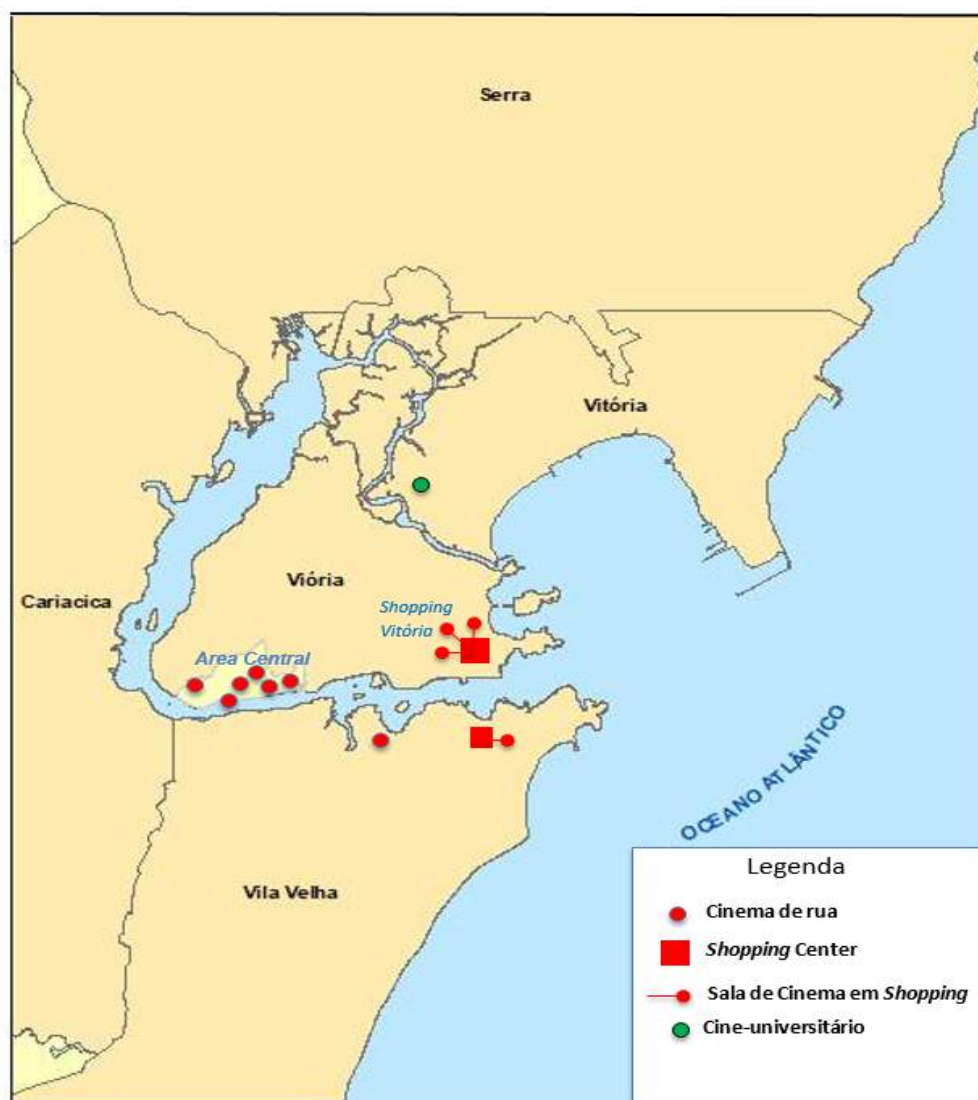 Serra
Vitória
Viória
Cariacica
Shopping
Vitória
Area Central
OCEANO ATLÂNTICO
Vila Velha
Legenda
Cinema de rua
Shopping Center
Sala de Cinema em Shopping
Cine-universitário